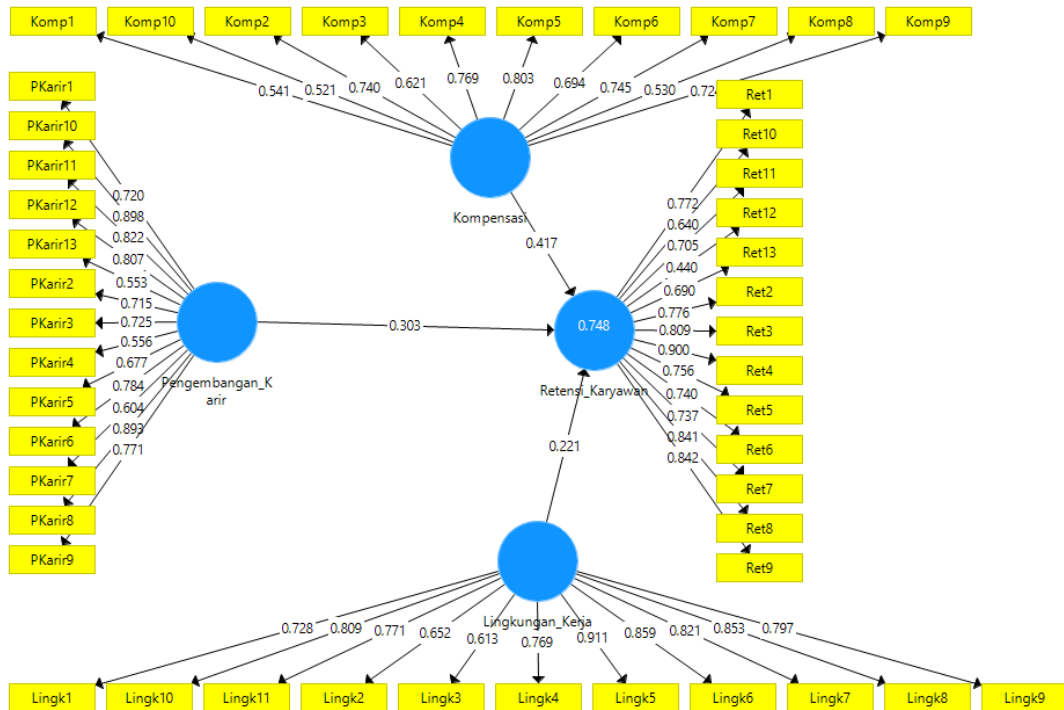 Komp1 Komp10 Komp2 Komp3 Komp4 Komp5 Komp6 Komp7 Komp8 Komp9
0.541 0.521 0.740 0.621 0.769 0.803 0.694 0.745 0.530 0.724
Kompensasi
PKarir1
PKarir10
PKarir11
PKarir12
PKarir13
PKarir2
PKarir3
PKarir4
PKarir5
PKarir6
PKarir7
PKarir8
PKarir9
0.720
0.898
0.822
0.807
0.553
0.715
0.725
0.556
0.677
0.784
0.604
0.893
0.771
Pengembangan_K
arir
0.417
0.303
0.221
0.748
Retensi_Karyawan
0.772
0.640
0.705
0.440
0.690
0.776
0.809
0.900
0.756
0.740
0.737
0.841
0.842
Ret1
Ret10
Ret11
Ret12
Ret13
Ret2
Ret3
Ret4
Ret5
Ret6
Ret7
Ret8
Ret9
Lingkungan_Kerja
0.728 0.809 0.771 0.652 0.613 0.769 0.911 0.859 0.821 0.853 0.797
Lingk1 Lingk10 Lingk11 Lingk2 Lingk3 Lingk4 Lingk5 Lingk6 Lingk7 Lingk8 Lingk9